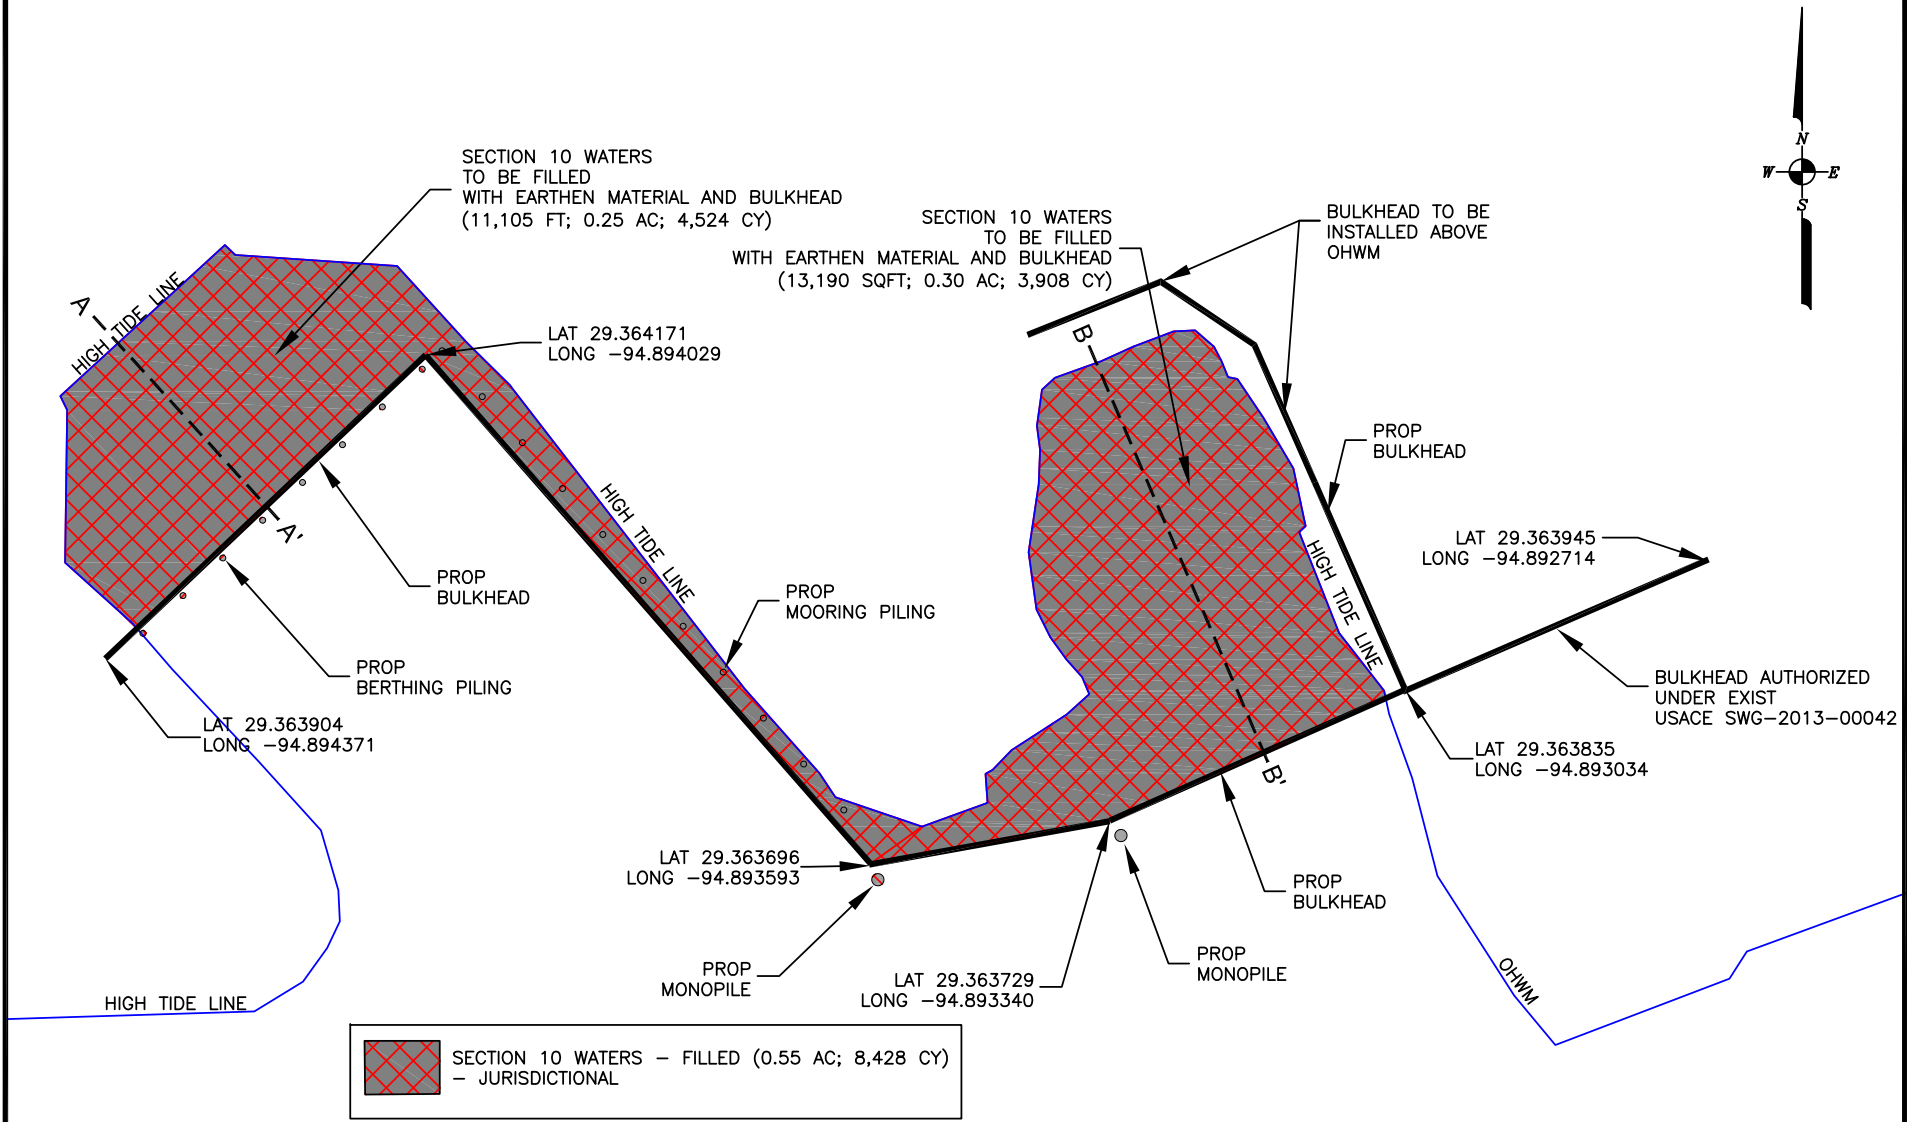 SECTION 10 WATERS
TO BE FILLED
WITH EARTHEN MATERIAL AND BULKHEAD
(11,105 FT; 0.25 AC; 4,524 CY)
SECTION 10 WATERS
TO BE FILLED
WITH EARTHEN MATERIAL AND BULKHEAD
(13,190 SQFT; 0.30 AC; 3,908 CY)
BULKHEAD TO BE
INSTALLED ABOVE
OHWM
N
W
E
S
A
HIGH TIDE LINE
A'
LAT 29.364171
LONG -94.894029
B
PROP
BULKHEAD
HIGH TIDE LINE
HIGH TIDE LINE
LAT 29.363945
LONG -94.892714
PROP
BULKHEAD
PROP
MOORING PILING
PROP
BERTHING PILING
LAT 29.363904
LONG -94.894371
BULKHEAD AUTHORIZED
UNDER EXIST
USACE SWG-2013-00042
LAT 29.363835
LONG -94.893034
B'
LAT 29.363696
LONG -94.893593
PROP
BULKHEAD
PROP
MONOPILE
LAT 29.363729
LONG -94.893340
PROP
MONOPILE
OHWM
HIGH TIDE LINE
SECTION 10 WATERS - FILLED (0.55 AC; 8,428 CY)
- JURISDICTIONAL